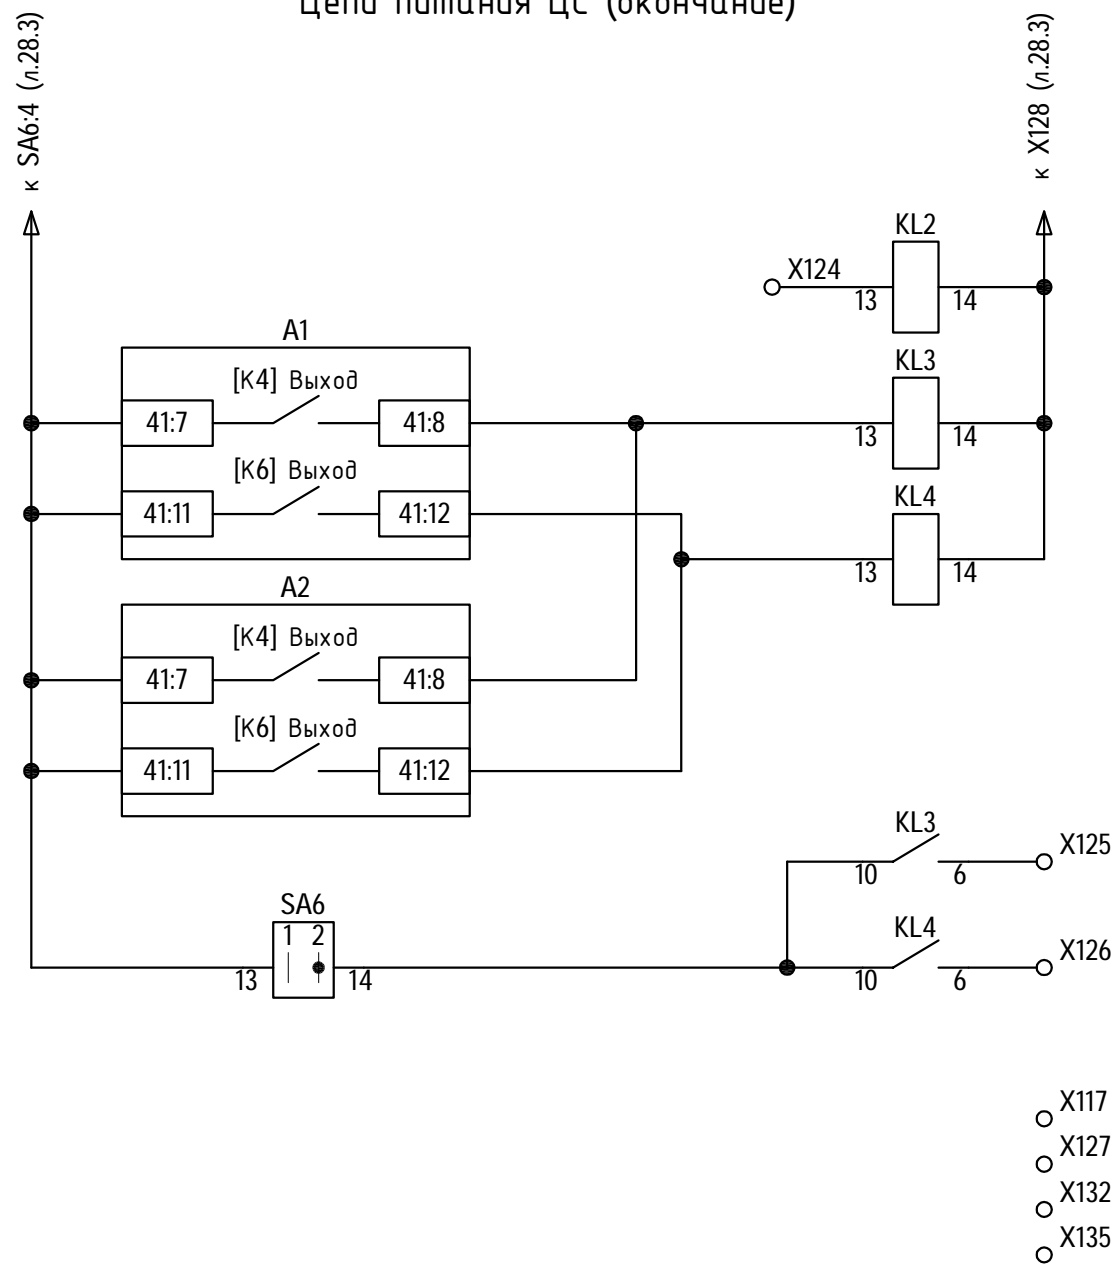 Цепи питания ЦС (окончание)
к SA6:4 (л.28.3)
к X128 (л.28.3)
KL2
X124
13
14
A1
KL3
[K4] Выход
41:7
41:8
13
14
[K6] Выход
KL4
41:11
41:12
13
14
A2
[K4] Выход
41:7
41:8
[K6] Выход
41:11
41:12
KL3
X125
10
6
SA6
1 2
KL4
X126
13
14
10
6
X117
X127
X132
X135